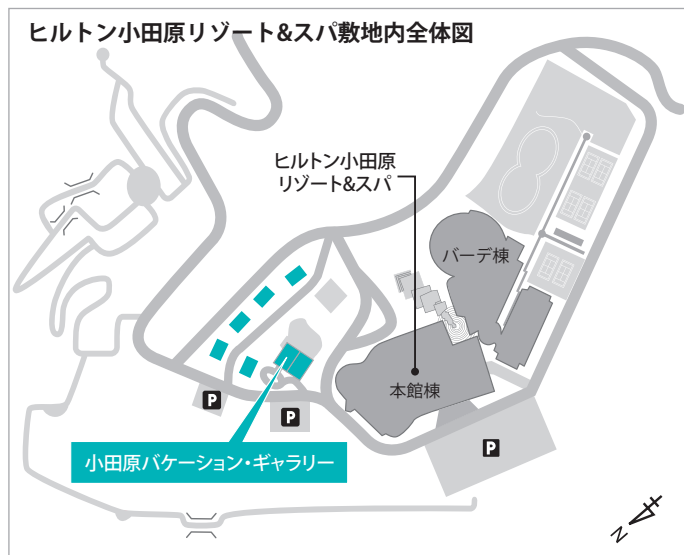 ヒルトン小田原リゾート&スパ敷地内全体図
ヒルトン小田原
リゾート&スパ
バーデ棟
本館棟
P
P
P
小田原バケーション・ギャラリー
N